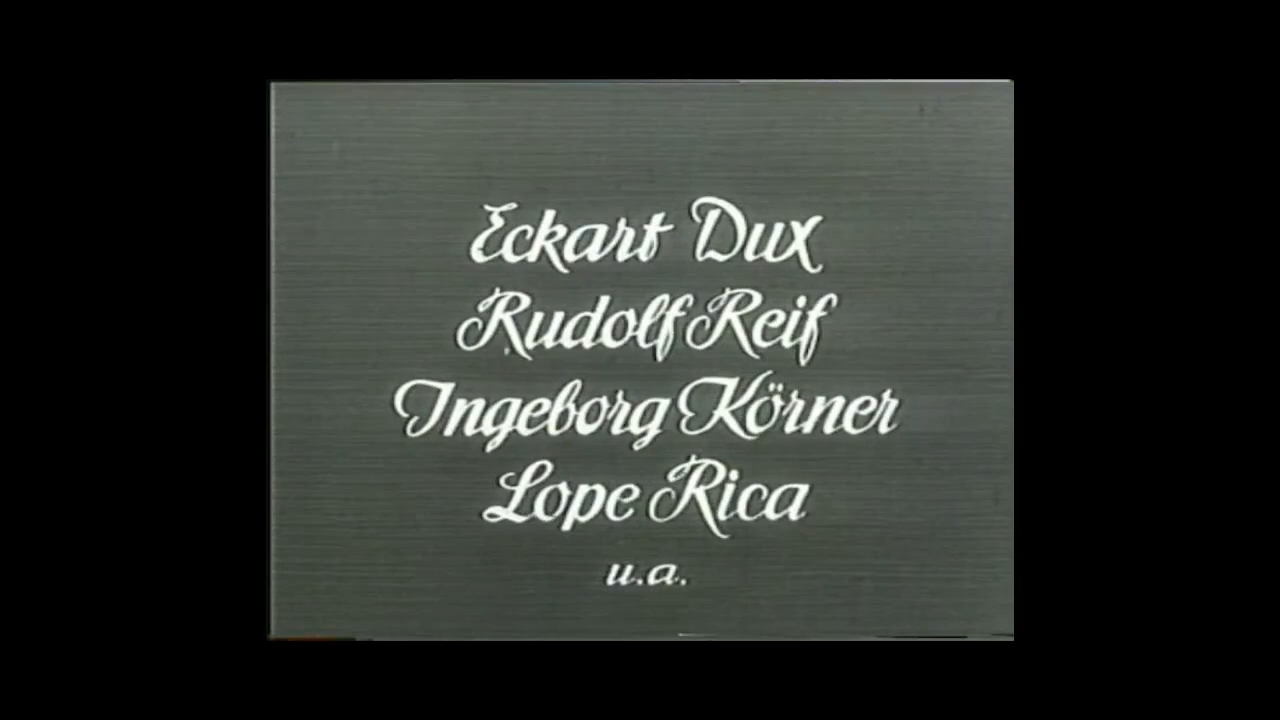 Eckart Dux
Rudolf Reif
Ingeborg Körner
Lope Rica
u.a.